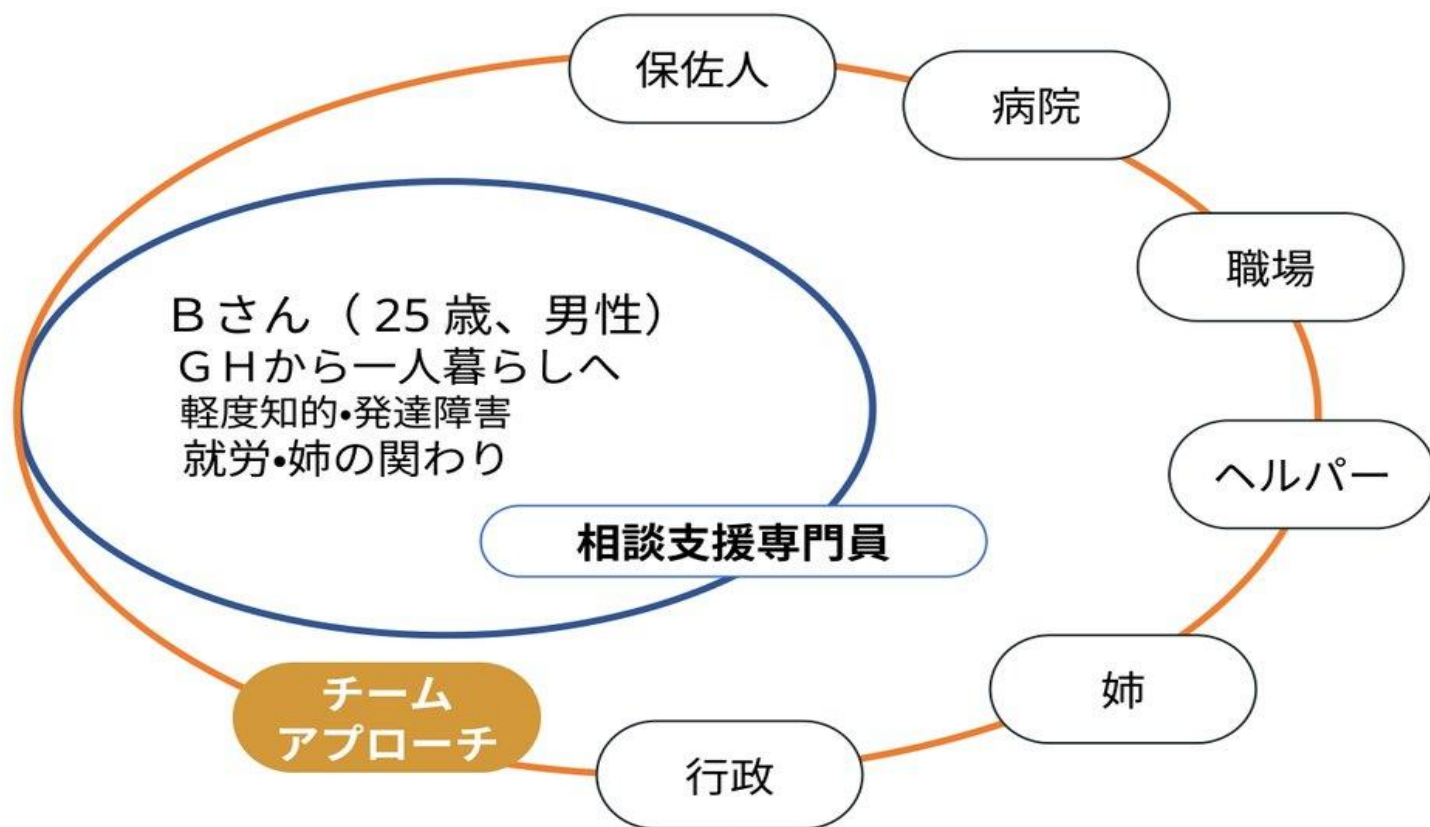 保佐人
病院
職場
Ｂさん（ 25 歳、男性）
ＧＨから一人暮らしへ
軽度知的•発達障害
就労•姉の関わり
ヘルパー
相談支援専門員
姉
チーム
アプローチ
行政